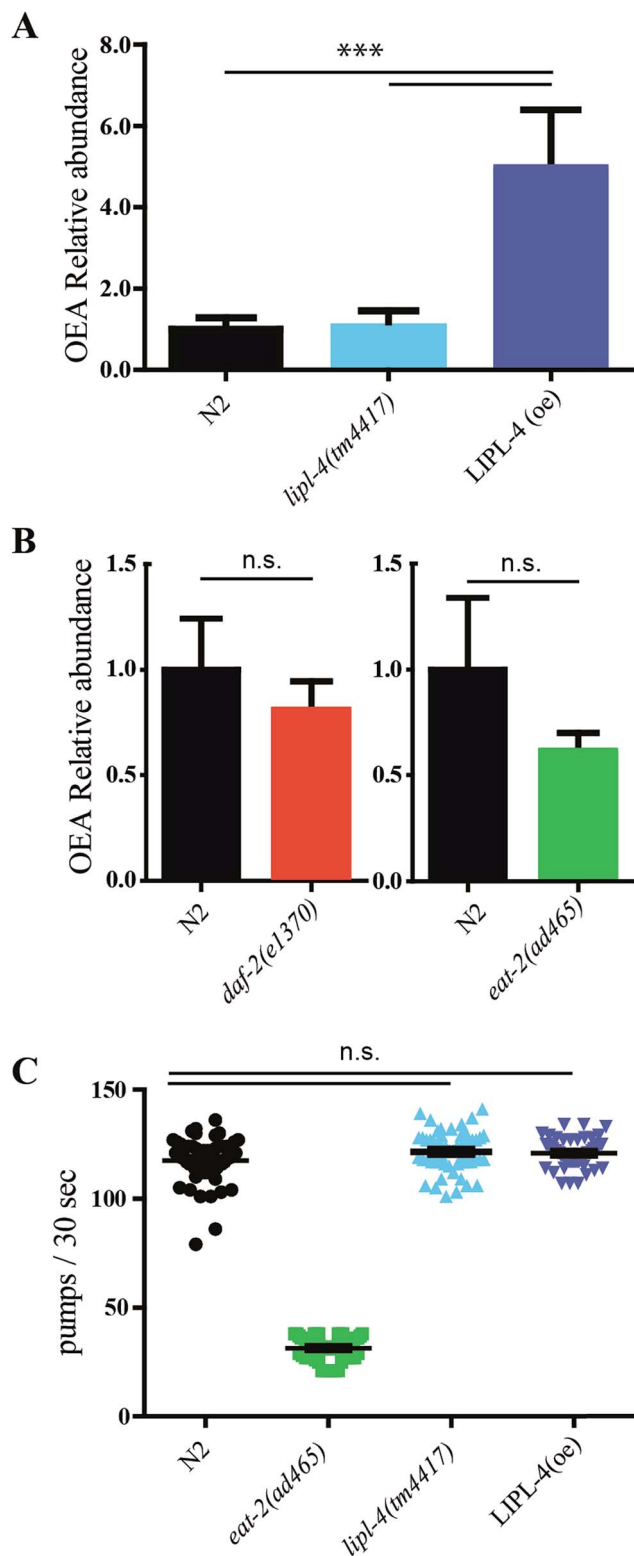 A
OEA Relative abundance
8.0
6.0
4.0
2.0
0.0
***
N2
lipl-4(tm4417)
LIPL-4 (oe)
B
OEA Relative abundance
1.5
1.0
0.5
0.0
n.s.
N2
daf-2(e1370)
1.5
1.0
0.5
0.0
n.s.
N2
eat-2(ad465)
C
pumps / 30 sec
150
100
50
0
n.s.
N2
eat-2(ad465)
lipl-4(tm4417)
LIPL-4(oe)